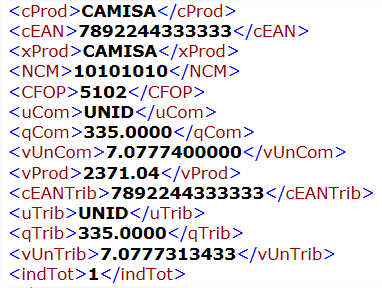 <cProd>CAMISA</cProd>
<cEAN>7892244333333</cEAN>
<xProd>CAMISA</xProd>
<NCM>10101010</NCM>
<CFOP>5102</CFOP>
<uCom>UNID</uCom>
<qCom>335.0000</qCom>
<vUnCom>7.0777400000</vUnCom>
<vProd>2371.04</vProd>
<cEANTrib>7892244333333</cEANTrib>
<uTrib>UNID</uTrib>
<qTrib>335.0000</qTrib>
<vUnTrib>7.0777313433</vUnTrib>
<indTot>1</indTot>